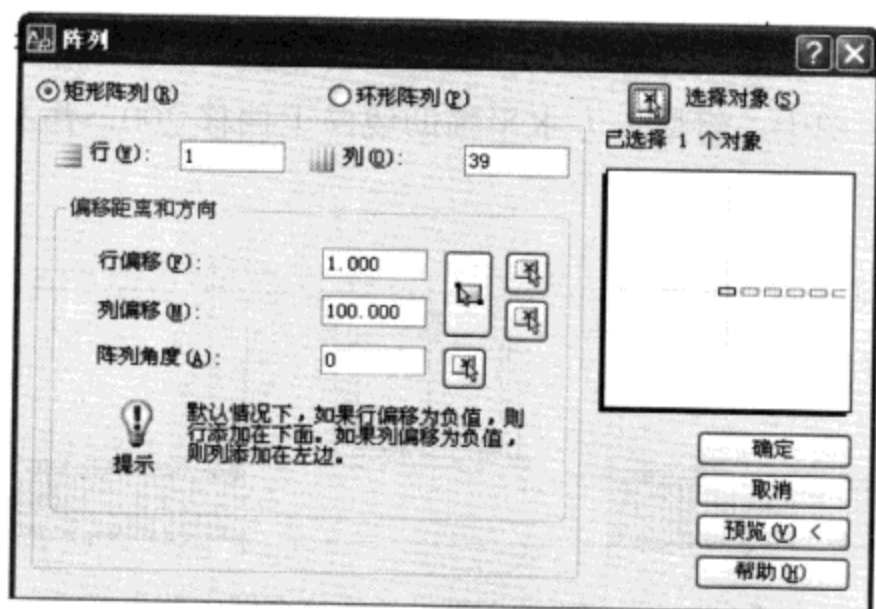 阵列
矩形阵列(R) 环形阵列(P) 选择对象(S)
已选择 1 个对象
行(W): 1 列(O): 39
偏移距离和方向
行偏移(F): 1.000
列偏移(M): 100.000
阵列角度(A): 0
提示
默认情况下，如果行偏移为负值，则
行添加在下面。如果列偏移为负值，
则列添加在左边。
确定
取消
预览(V) <
帮助(H)